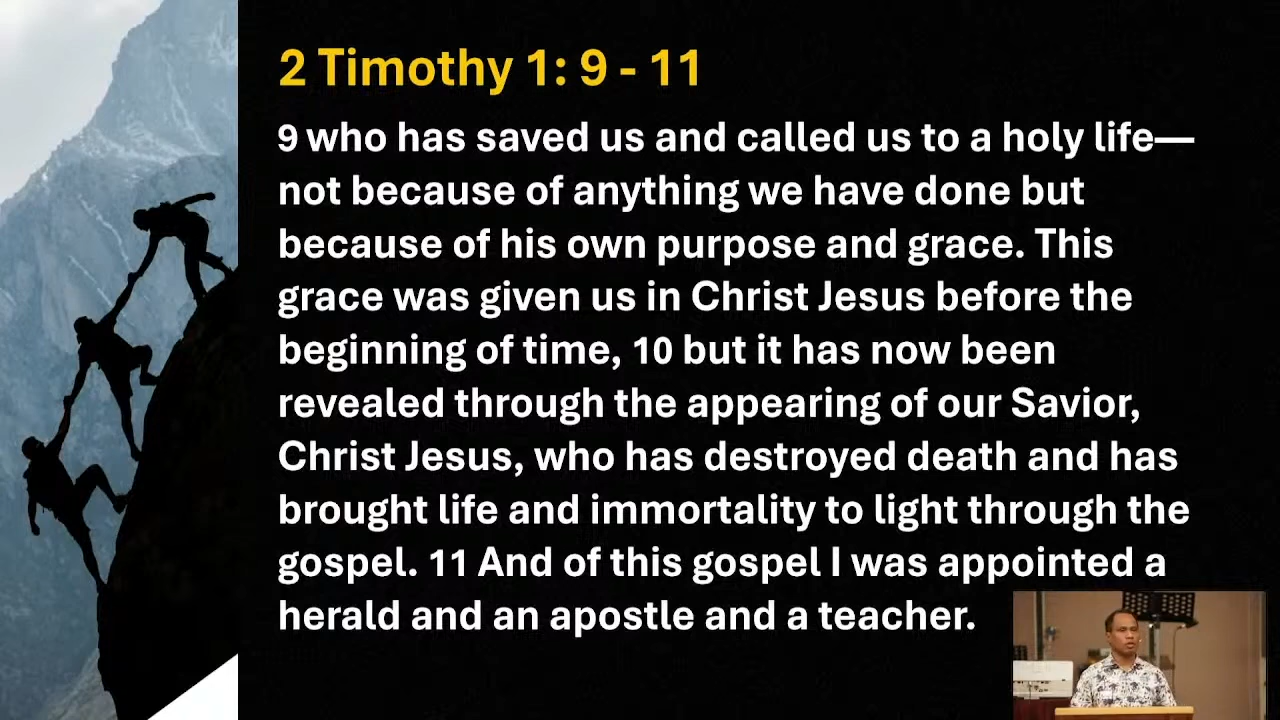 2 Timothy 1: 9 - 11
9 who has saved us and called us to a holy life—
not because of anything we have done but
because of his own purpose and grace. This
grace was given us in Christ Jesus before the
beginning of time, 10 but it has now been
revealed through the appearing of our Savior,
Christ Jesus, who has destroyed death and has
brought life and immortality to light through the
gospel. 11 And of this gospel I was appointed a
herald and an apostle and a teacher.